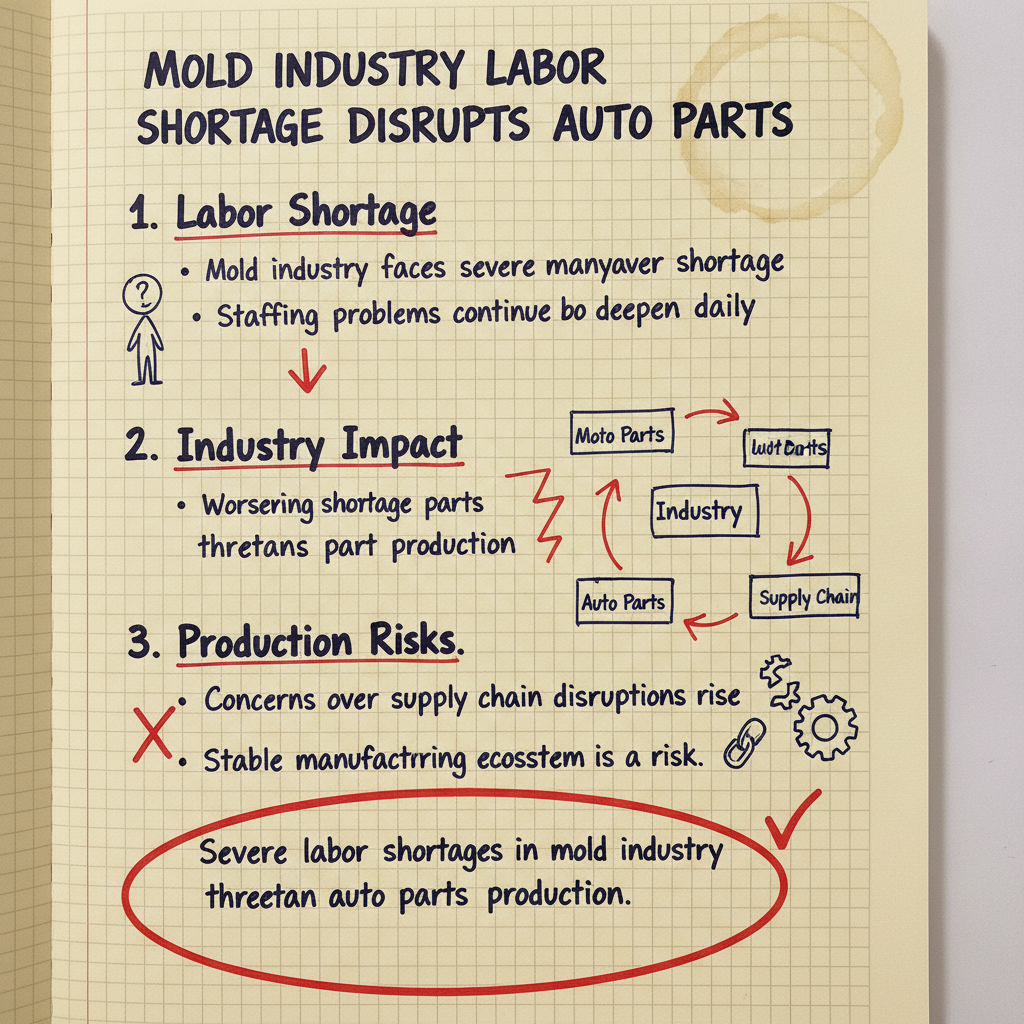 MOLD INDUSTRY LABOR
SHORTAGE DISRUPTS AUTO PARTS
1. Labor Shortage
• Mold industry faces severe manyaver shortage
• Staffing problems continue bo deepen daily
?
2. Industry Impact
• Worsering shortage parts
thretans part production
Moto Parts
Industry
Auto Parts
Supply Chain
3. Production Risks.
• Concerns over supply chain disruptions rise
• Stable manufactrring ecosstem is a risk.
Severe labor shortages in mold industry
threetan auto parts production.